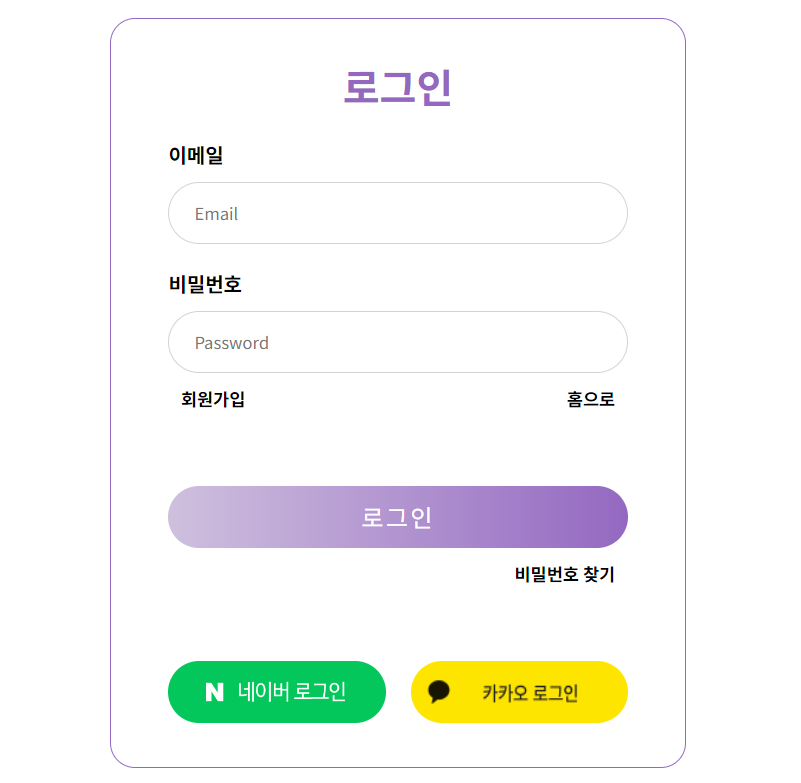 로그인
이메일
Email
비밀번호
Password
회원가입 홈으로
로그인
비밀번호 찾기
N 네이버 로그인 카카오 로그인